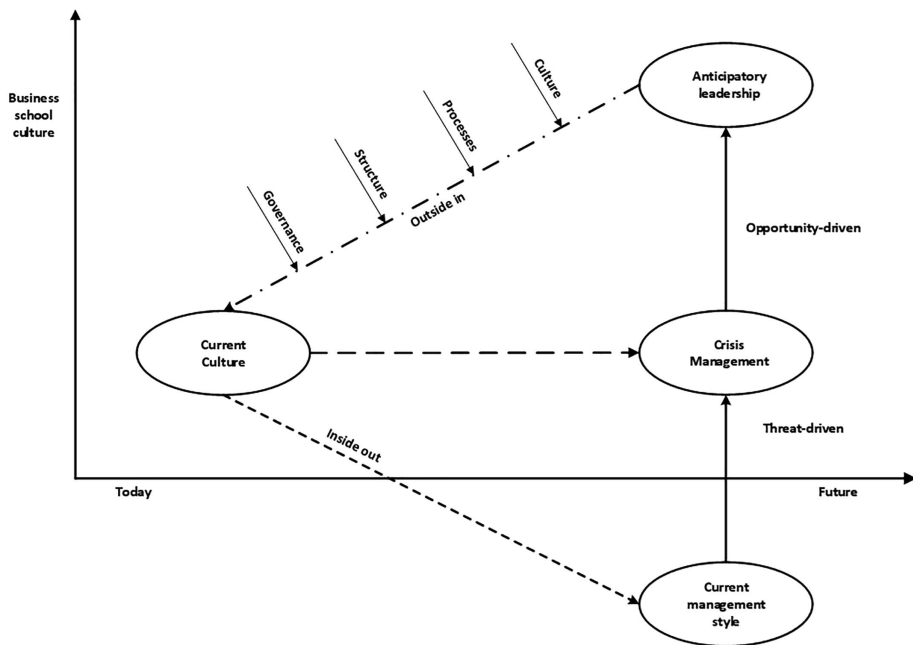 Business
school
culture
Culture
Processes
Structure
Governance
Outside in
Anticipatory
leadership
Opportunity-driven
Current
Culture
Crisis
Management
Threat-driven
Inside out
Today
Future
Current
management
style